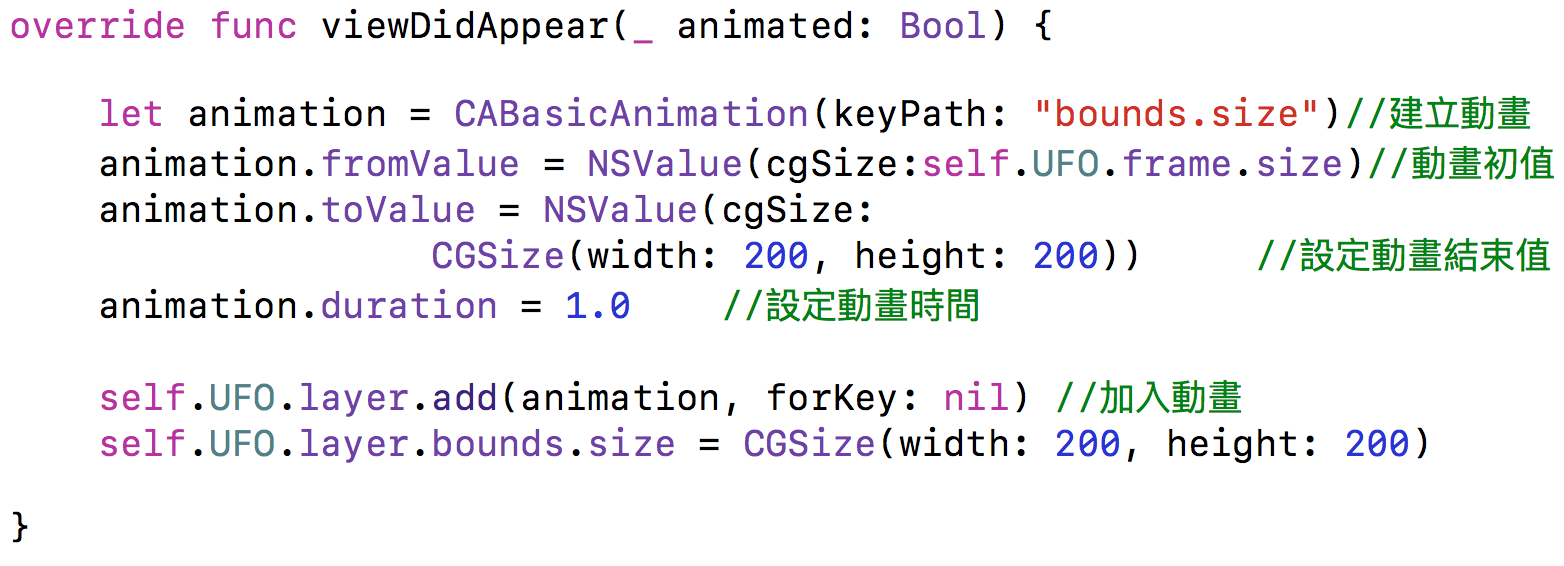 override func viewDidAppear(_ animated: Bool) {
let animation = CABasicAnimation(keyPath: "bounds.size")//建立動畫
animation.fromValue = NSValue(cgSize:self.UFO.frame.size)//動畫初值
animation.toValue = NSValue(cgSize:
CGSize(width: 200, height: 200)) //設定動畫結束值
animation.duration = 1.0 //設定動畫時間
self.UFO.layer.add(animation, forKey: nil) //加入動畫
self.UFO.layer.bounds.size = CGSize(width: 200, height: 200)
}